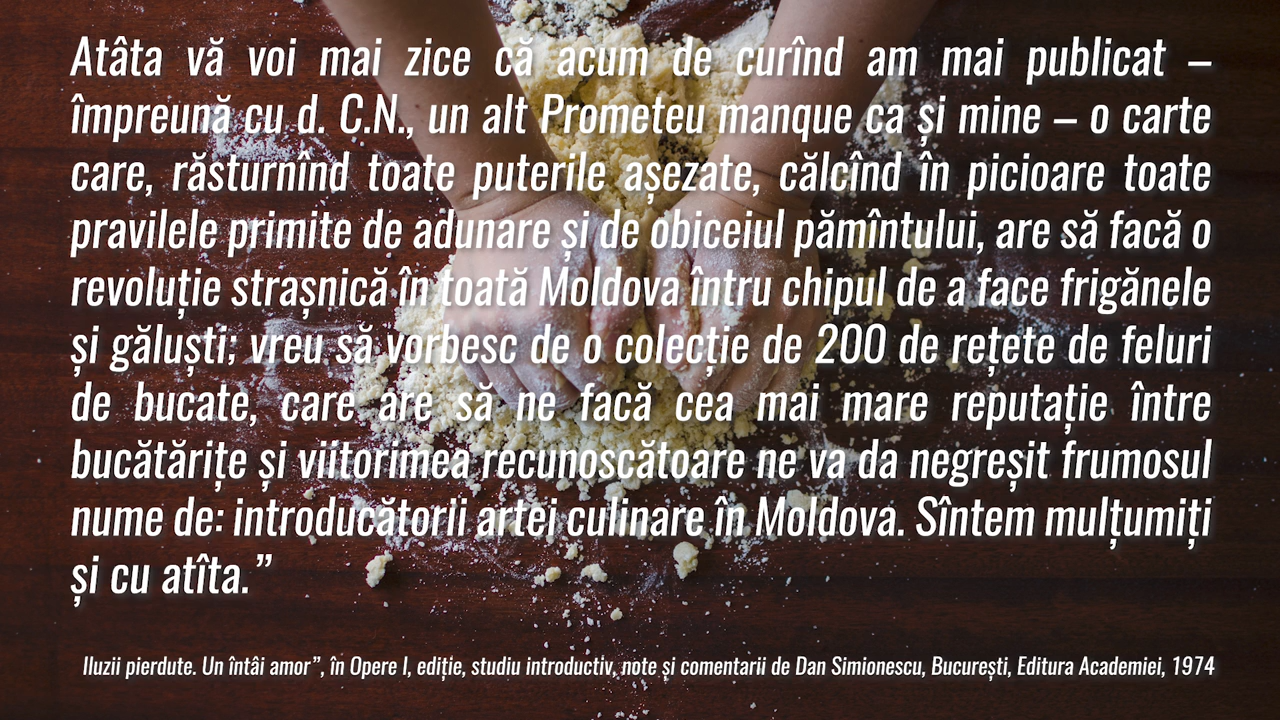 Atâta vă voi mai zice că acum de curînd am mai publicat –
împreună cu d. C.N., un alt Prometeu manque ca și mine – o carte
care, răsturnînd toate puterile așezate, călcînd în picioare toate
pravilele primite de adunare și de obiceiul pămîntului, are să facă o
revoluție strașnică în toată Moldova întru chipul de a face frigănele
și găluști; vreu să vorbesc de o colecție de 200 de rețete de feluri
de bucate, care are să ne facă cea mai mare reputație între
bucătărițe și viitorimea recunoscătoare ne va da negreșit frumosul
nume de: introducătorii artei culinare în Moldova. Sîntem mulțumiți
și cu atîta.”
Iluzii pierdute. Un întâi amor”, în Opere I, ediție, studiu introductiv, note și comentarii de Dan Simionescu, București, Editura Academiei, 1974